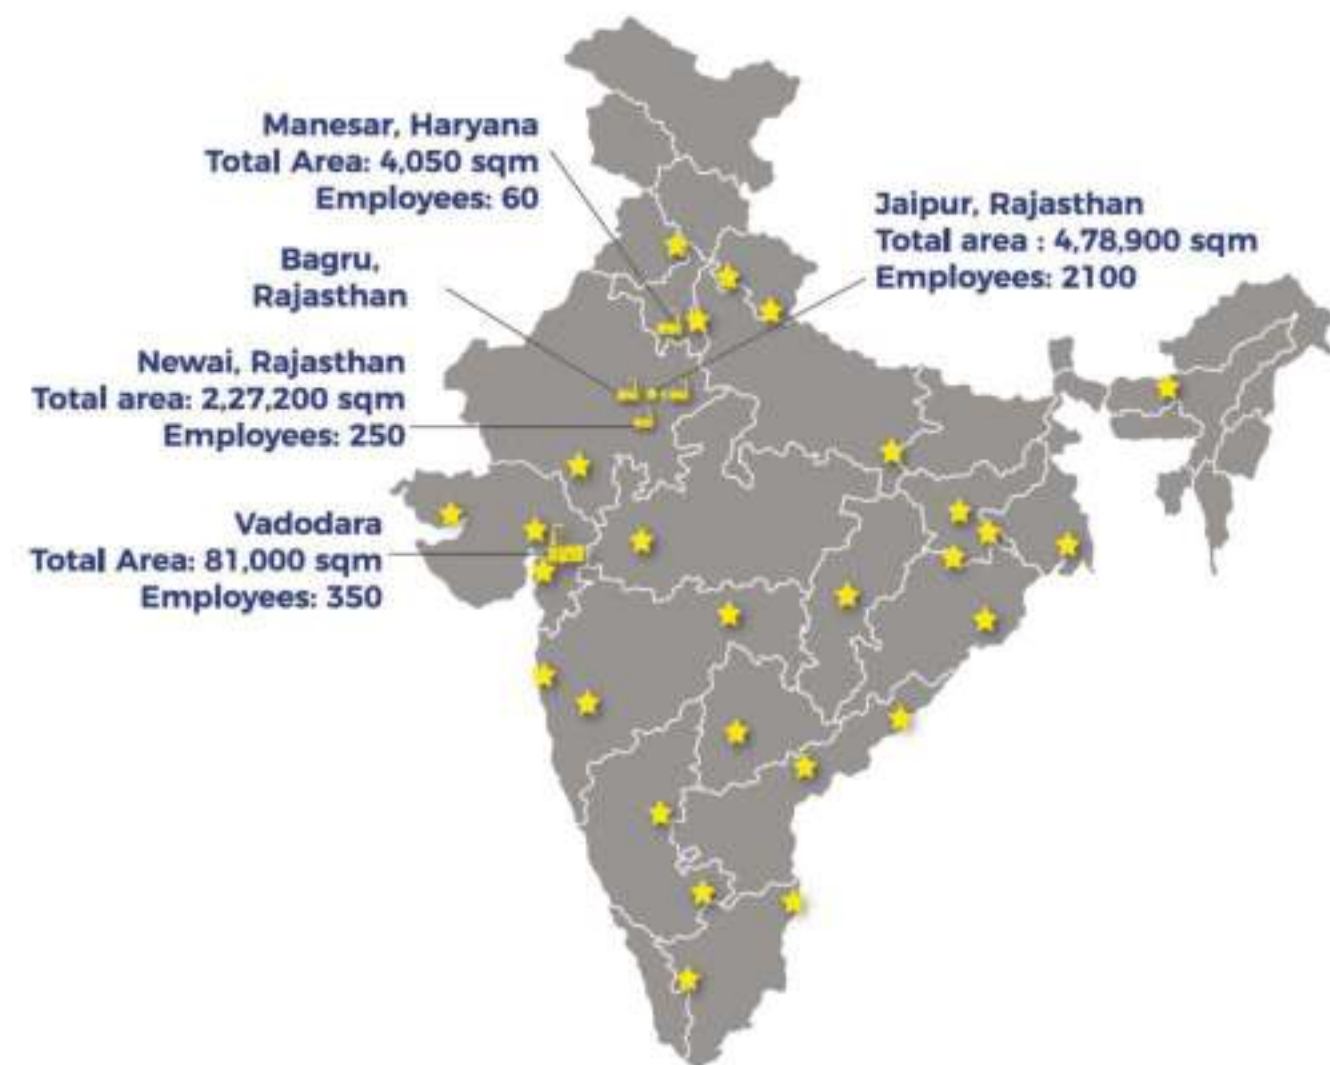 Manesar, Haryana
Total Area: 4,050 sqm
Employees: 60
Jaipur, Rajasthan
Total area : 4,78,900 sqm
Employees: 2100
Bagru,
Rajasthan
Newai, Rajasthan
Total area: 2,27,200 sqm
Employees: 250
Vadodara
Total Area: 81,000 sqm
Employees: 350